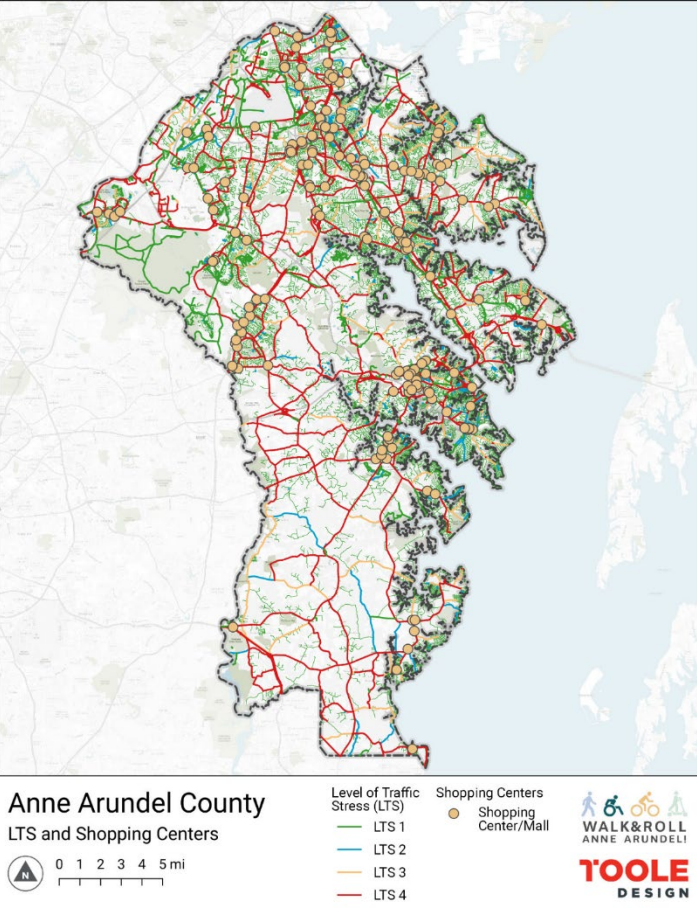 Anne Arundel County
LTS and Shopping Centers
N
0 1 2 3 4 5 mi
Level of Traffic
Stress (LTS)
LTS 1
LTS 2
LTS 3
LTS 4
Shopping Centers
Shopping
Center/Mall
WALK&ROLL
ANNE ARUNDEL!
TOOLE
DESIGN